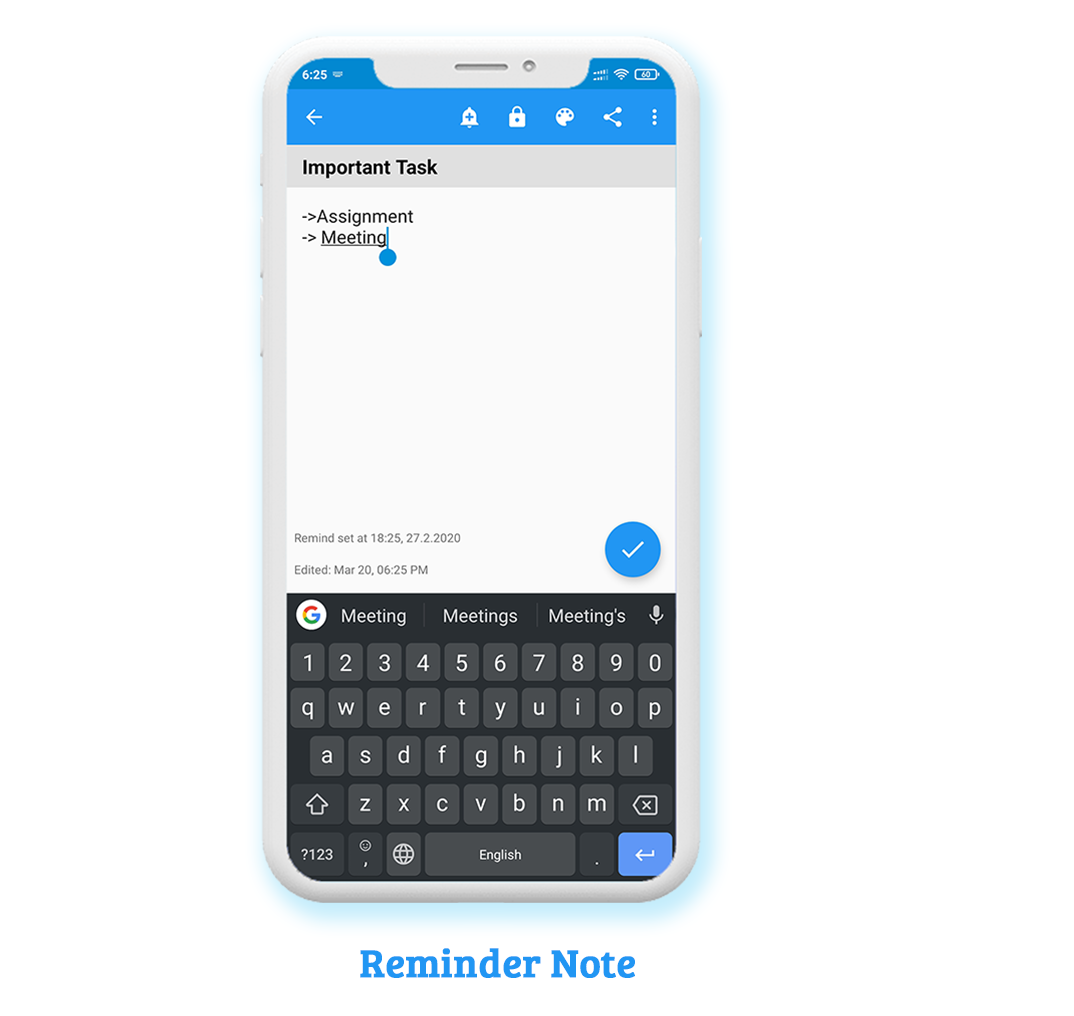 6:25 60
Important Task
->Assignment
-> Meeting
Remind set at 18:25, 27.2.2020
Edited: Mar 20, 06:25 PM
G Meeting Meetings Meeting's
1 2 3 4 5 6 7 8 9 0
q w e r t y u i o p
a s d f g h j k l
z x c v b n m
?123 , English .
Reminder Note